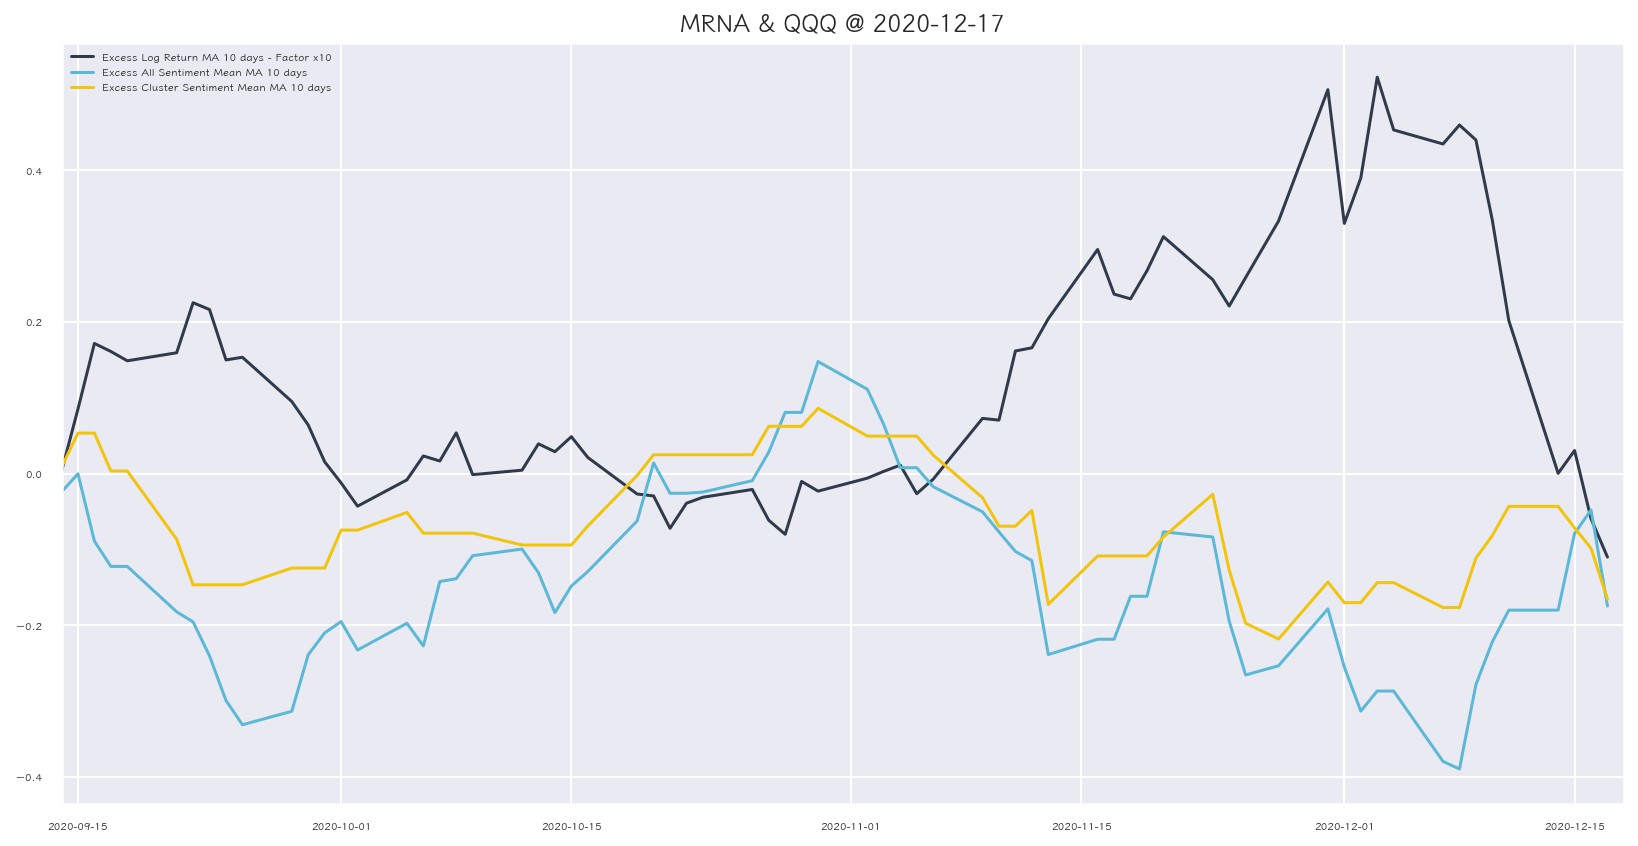 MRNA & QQQ @ 2020-12-17
Excess Log Return MA 10 days - Factor x10
Excess All Sentiment Mean MA 10 days
Excess Cluster Sentiment Mean MA 10 days
0.4
0.2
0.0
−0.2
−0.4
2020-09-15 2020-10-01 2020-10-15 2020-11-01 2020-11-15 2020-12-01 2020-12-15